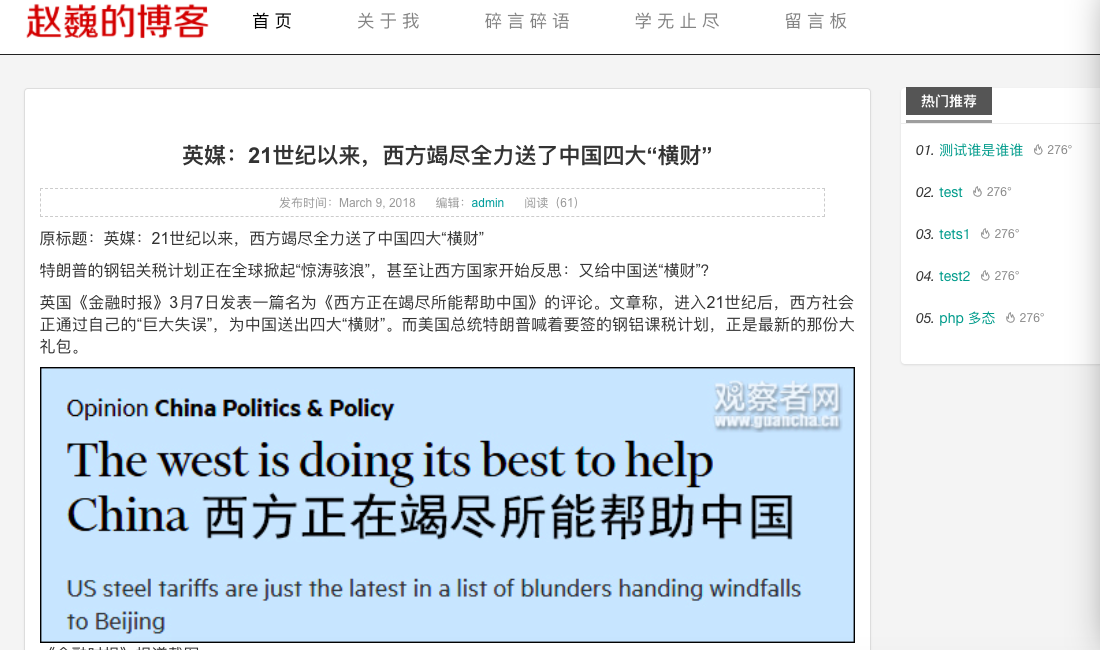 赵巍的博客
首页 关于我 碎言碎语 学无止尽 留言板
英媒：21世纪以来，西方竭尽全力送了中国四大“横财”
发布时间：March 9, 2018 编辑：admin 阅读（61）
原标题：英媒：21世纪以来，西方竭尽全力送了中国四大“横财”
特朗普的钢铝关税计划正在全球掀起“惊涛骇浪”，甚至让西方国家开始反思：又给中国送“横财”？
英国《金融时报》3月7日发表一篇名为《西方正在竭尽所能帮助中国》的评论。文章称，进入21世纪后，西方社会
正通过自己的“巨大失误”，为中国送出四大“横财”。而美国总统特朗普喊着要签的钢铝课税计划，正是最新的那份大
礼包。
Opinion China Politics & Policy
观察者网
www.guancha.cn
The west is doing its best to help
China 西方正在竭尽所能帮助中国
US steel tariffs are just the latest in a list of blunders handing windfalls
to Beijing
热门推荐
01. 测试谁是谁谁 276°
02. test 276°
03. tets1 276°
04. test2 276°
05. php 多态 276°